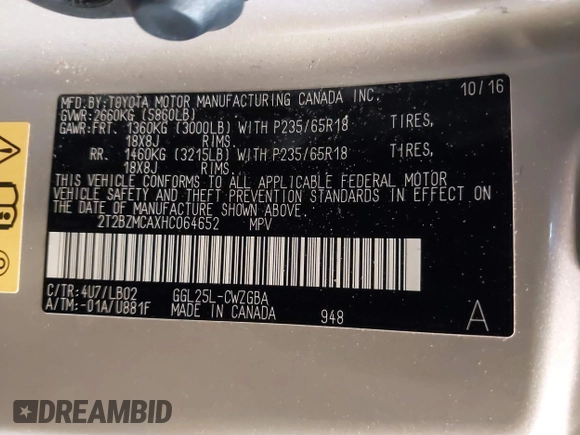 MFD.BY:TOYOTA MOTOR MANUFACTURING CANADA INC. 10/16
GVWR:2660KG (5860LB)
GAWR:FRT. 1360KG (3000LB) WITH P235/65R18 TIRES,
18X8J RIMS,
RR. 1460KG (3215LB) WITH P235/65R18 TIRES,
18X8J RIMS,
THIS VEHICLE CONFORMS TO ALL APPLICABLE FEDERAL MOTOR
VEHICLE SAFETY AND THEFT PREVENTION STANDARDS IN EFFECT ON
THE DATE OF MANUFACTURE SHOWN ABOVE.
2T2BZMCAXHC064652 MPV
C/TR:4U7/LB02 GGL25L-CWZGBA
A/TM:-01A/U881F MADE IN CANADA 948 A
DREAMBID